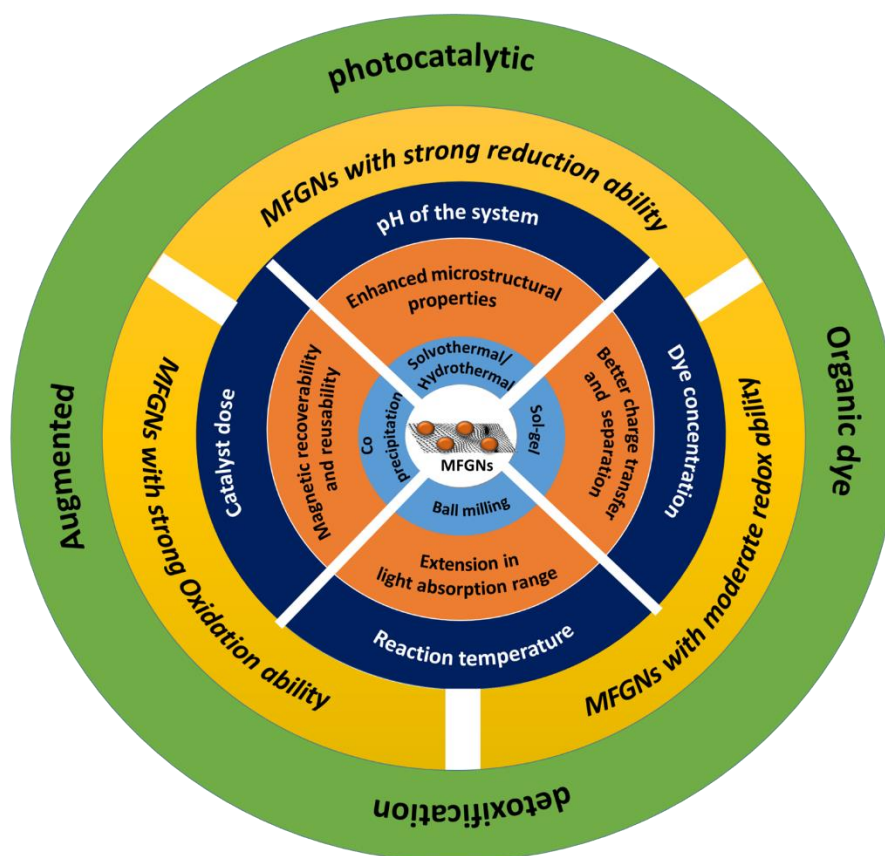 photocatalytic
MFGNs with strong reduction ability
pH of the system
Enhanced microstructural
properties
Solvothermal/
Hydrothermal
Augmented
MFGNs with strong Oxidation ability
Catalyst dose
Magnetic recoverability
and reusability
Co
precipitation
MFGNs
Sol-gel
Better charge transfer
and separation
Dye concentration
MFGNs with moderate redox ability
Organic dye
Ball milling
Extension in
light absorption range
Reaction temperature
detoxification